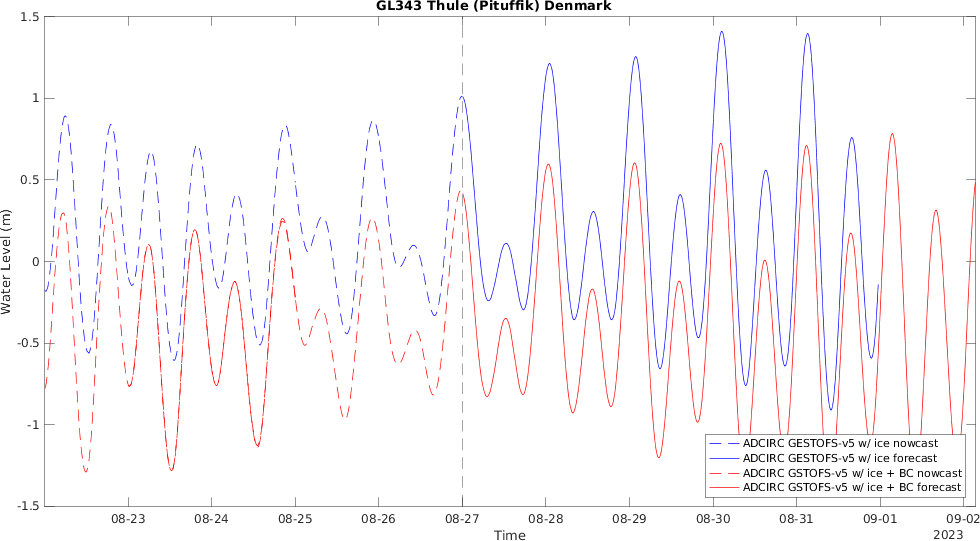 GL343 Thule (Pituffik) Denmark
1.5
1
0.5
0
-0.5
-1
-1.5
Water Level (m)
ADCIRC GESTOFS-v5 w/ ice nowcast
ADCIRC GESTOFS-v5 w/ ice forecast
ADCIRC GSTOFS-v5 w/ ice + BC nowcast
ADCIRC GSTOFS-v5 w/ ice + BC forecast
08-23 08-24 08-25 08-26 08-27 08-28 08-29 08-30 08-31 09-01 09-02
Time
2023